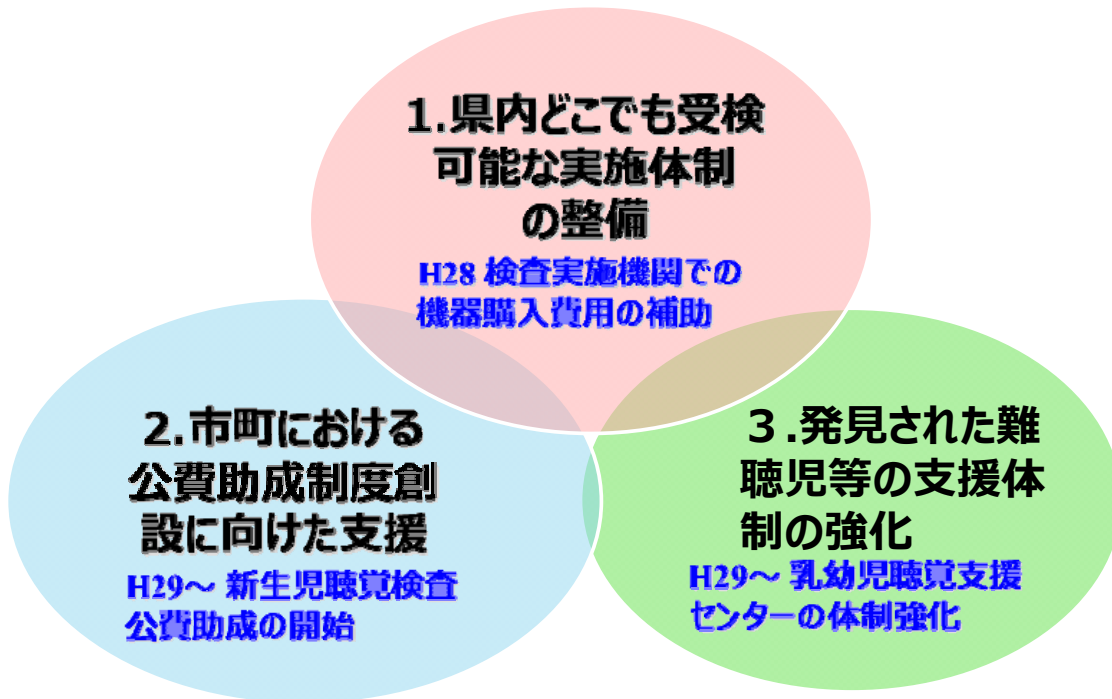 1.県内どこでも受検
可能な実施体制
の整備
H28 検査実施機関での
機器購入費用の補助
2.市町における
公費助成制度創
設に向けた支援
H29～ 新生児聴覚検査
公費助成の開始
３.発見された難
聴児等の支援体
制の強化
H29～ 乳幼児聴覚支援
センターの体制強化